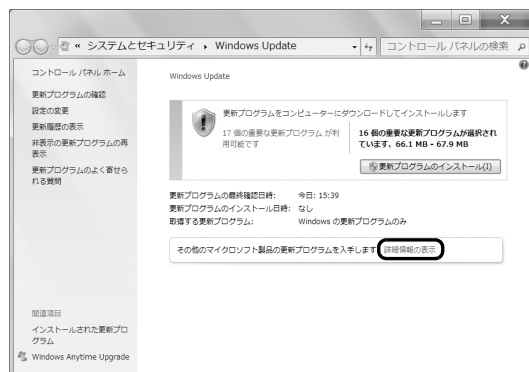 « システムとセキュリティ › Windows Update
コントロール パネルの検索
コントロール パネル ホーム
更新プログラムの確認
設定の変更
更新履歴の表示
非表示の更新プログラムの再
表示
更新プログラムのよく寄せら
れる質問
関連項目
インストールされた更新プロ
グラム
Windows Anytime Upgrade
Windows Update
更新プログラムをコンピューターにダウンロードしてインストールします
17 個の重要な更新プログラム が利
用可能です
16 個の重要な更新プログラムが選択され
ています、66.1 MB - 67.9 MB
更新プログラムのインストール(I)
更新プログラムの最終確認日時: 今日: 15:39
更新プログラムのインストール日時: なし
取得する更新プログラム: Windows の更新プログラムのみ
その他のマイクロソフト製品の更新プログラムを入手します 詳細情報の表示